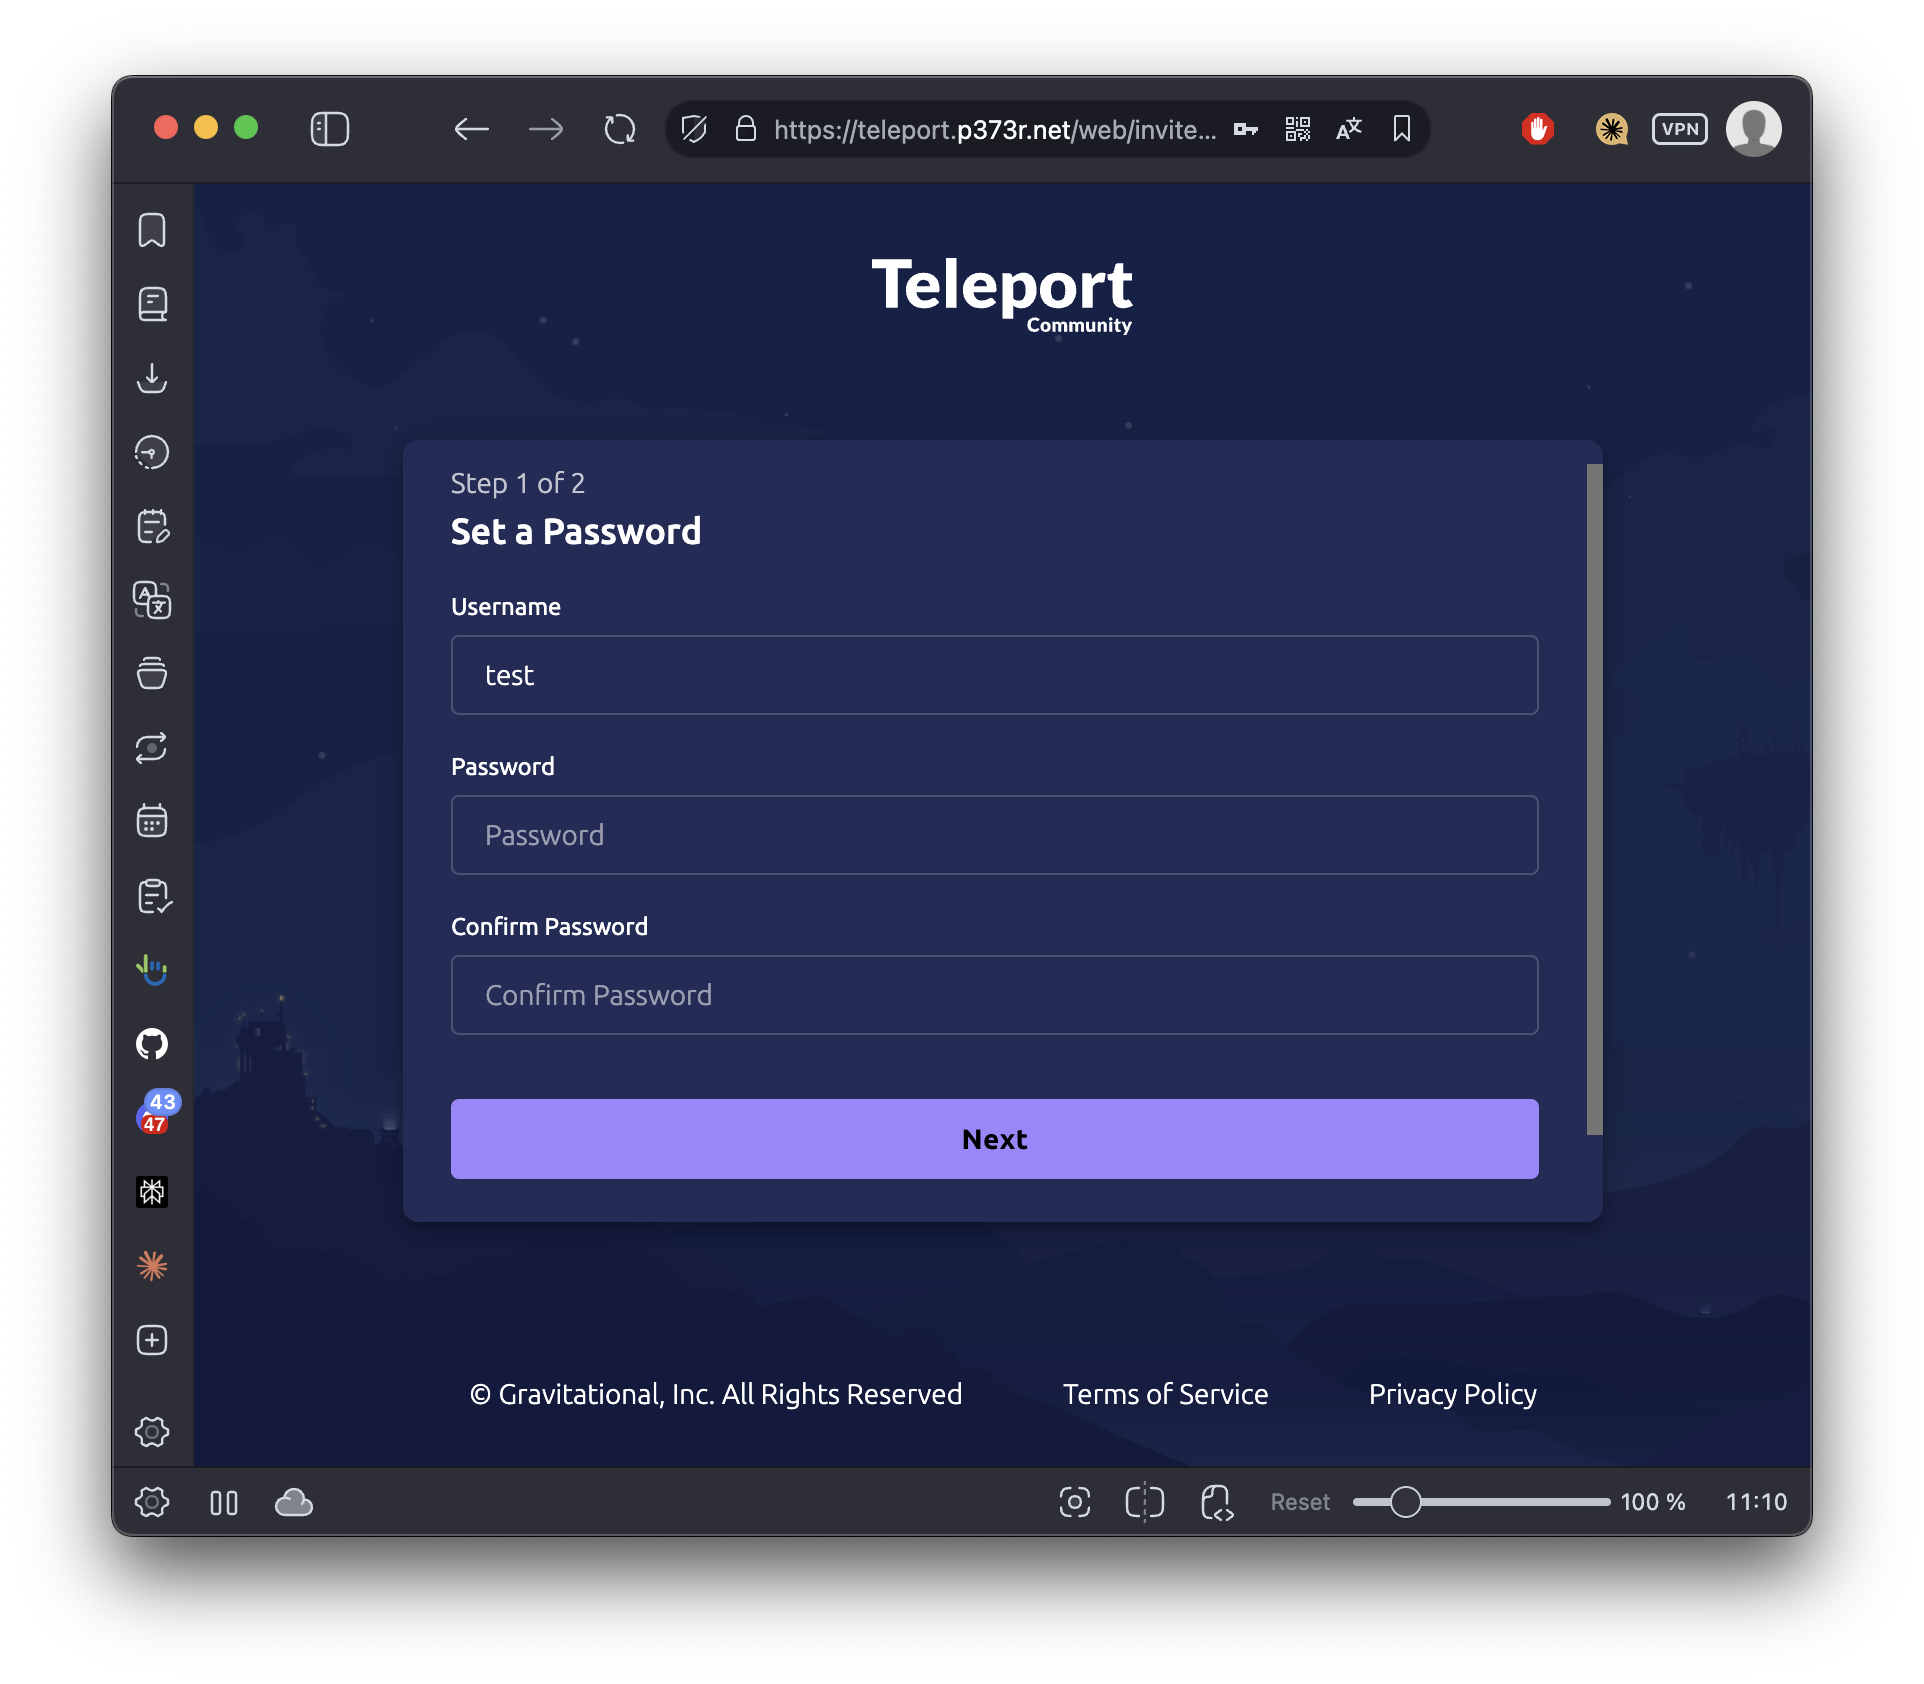 https://teleport.p373r.net/web/invite...
VPN
Teleport
Community
Step 1 of 2
Set a Password
Username
test
Password
Password
Confirm Password
Confirm Password
Next
43
47
© Gravitational, Inc. All Rights Reserved
Terms of Service
Privacy Policy
Reset
100 %
11:10